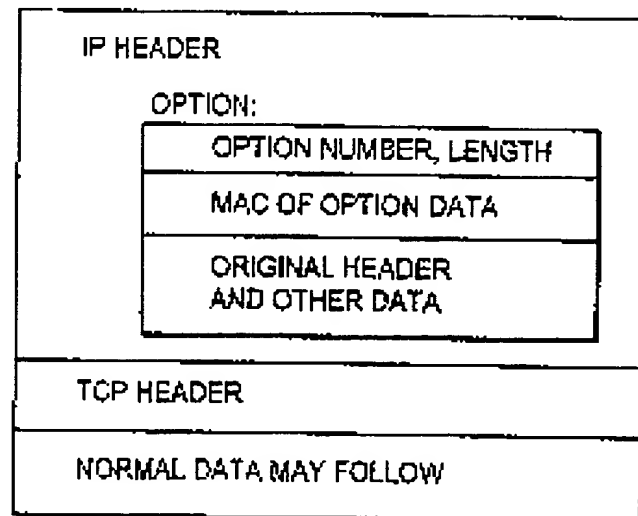 IP HEADER
OPTION:
OPTION NUMBER, LENGTH
MAC OF OPTION DATA
ORIGINAL HEADER
AND OTHER DATA
TCP HEADER
NORMAL DATA MAY FOLLOW